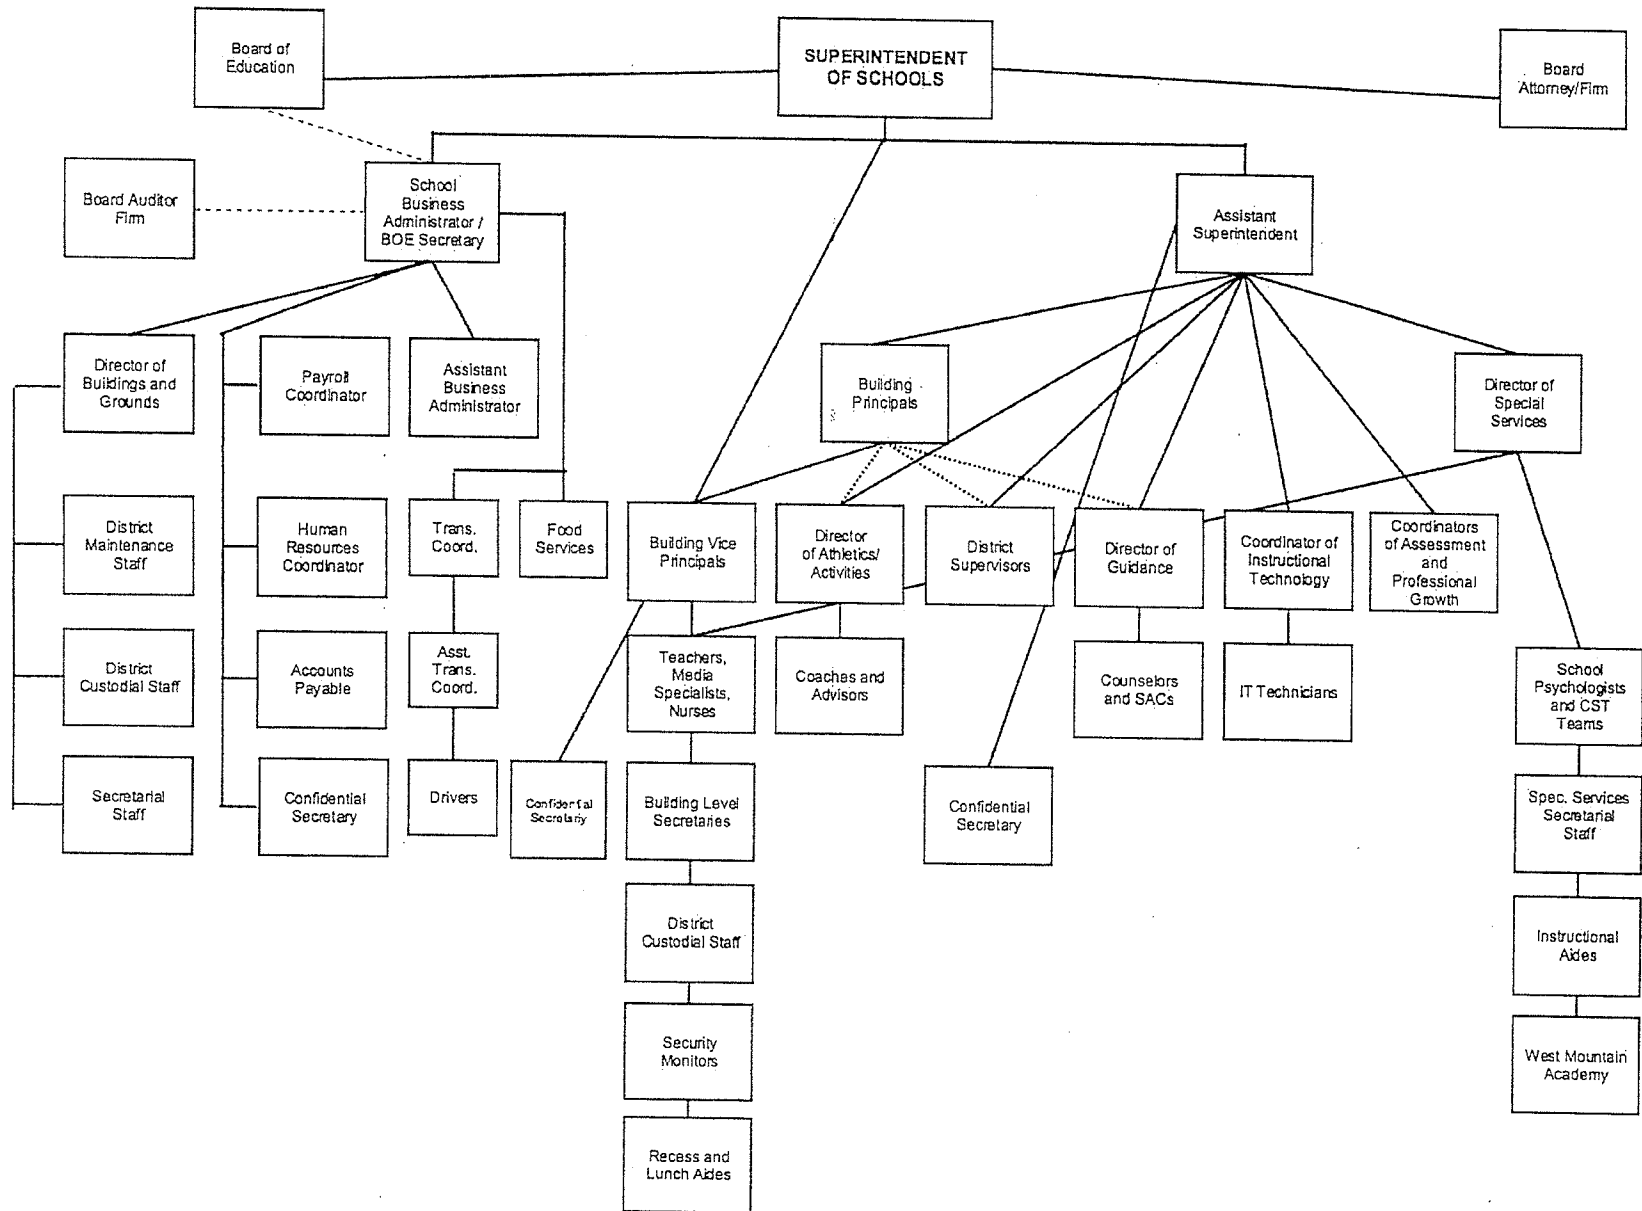 Board of
Education
SUPERINTENDENT
OF SCHOOLS
Board
Attorney/Firm
Board Auditor
Firm
School
Business
Administrator /
BOE Secretary
Assistant
Superintendent
Director of
Buildings and
Grounds
Payroll
Coordinator
Assistant
Business
Administrator
Building
Principals
Director of
Special
Services
District
Maintenance
Staff
Human
Resources
Coordinator
Trans.
Coord.
Food
Services
Building Vice
Principals
Director
of Athletics/
Activities
District
Supervisors
Director of
Guidance
Coordinator of
Instructional
Technology
Coordinators
of Assessment
and
Professional
Growth
District
Custodial Staff
Accounts
Payable
Asst.
Trans.
Coord.
Teachers,
Media
Specialists,
Nurses
Coaches and
Advisors
Counselors
and SACs
IT Technicians
School
Psychologists
and CST
Teams
Secretarial
Staff
Confidential
Secretary
Drivers
Confidential
Secretary
Building Level
Secretaries
Confidential
Secretary
Spec. Services
Secretarial
Staff
District
Custodial Staff
Instructional
Aides
Security
Monitors
West Mountain
Academy
Recess and
Lunch Aides